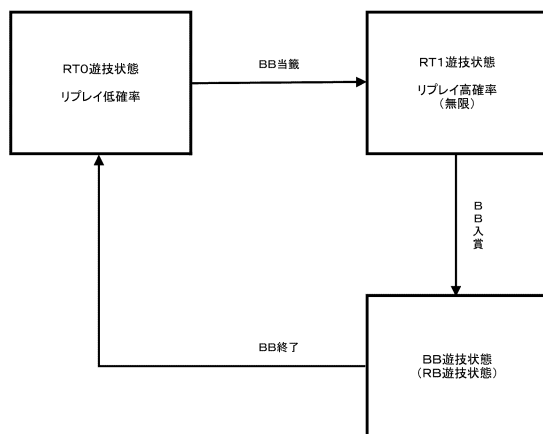 RT0遊技状態
リプレイ低確率
BB当籤
RT1遊技状態
リプレイ高確率
(無限)
BB入賞
BB終了
BB遊技状態
(RB遊技状態)